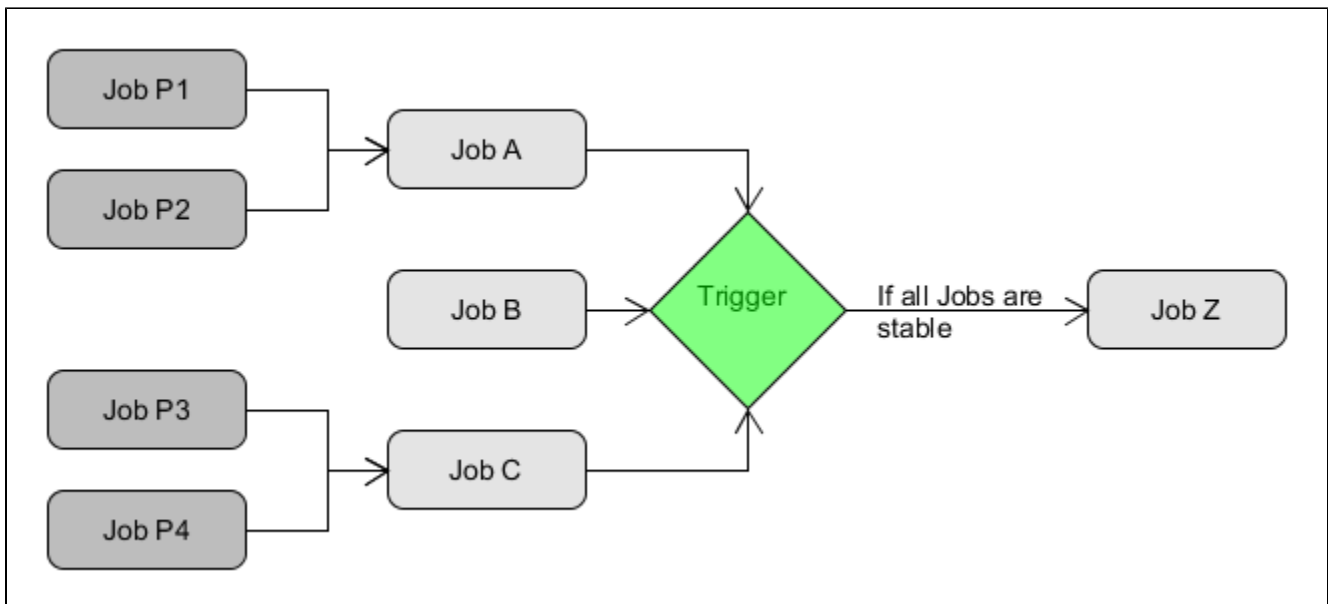 Job P1
Job P2
Job A
Job B
Trigger
If all Jobs are
stable
Job Z
Job P3
Job P4
Job C